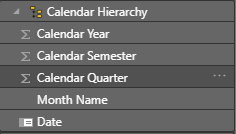 Calendar Hierarchy
Calendar Year
Calendar Semester
Calendar Quarter
Month Name
Date